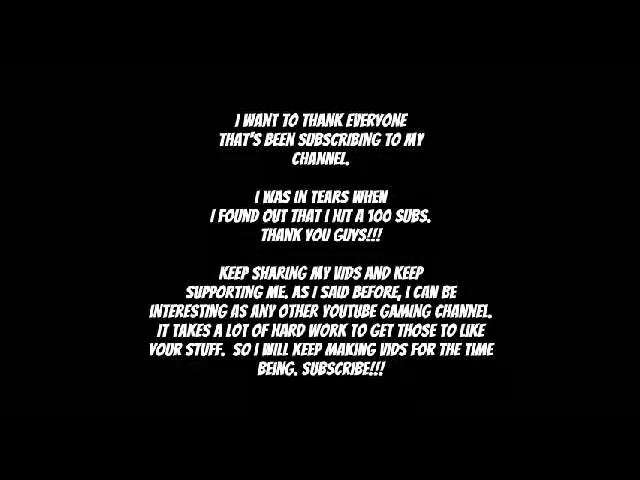 I WANT TO THANK EVERYONE
THAT'S BEEN SUBSCRIBING TO MY
CHANNEL.
I WAS IN TEARS WHEN
I FOUND OUT THAT I HIT A 100 SUBS.
THANK YOU GUYS!!!
KEEP SHARING MY VIDS AND KEEP
SUPPORTING ME. AS I SAID BEFORE, I CAN BE
INTERESTING AS ANY OTHER YOUTUBE GAMING CHANNEL.
IT TAKES A LOT OF HARD WORK TO GET THOSE TO LIKE
YOUR STUFF. SO I WILL KEEP MAKING VIDS FOR THE TIME
BEING. SUBSCRIBE!!!